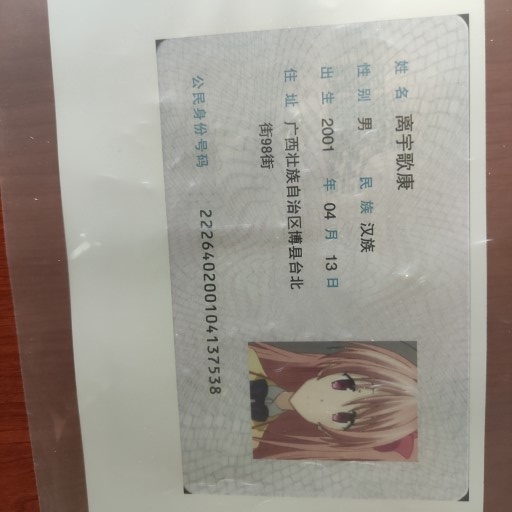 姓名 离宇歌康
性别 男 民族 汉族
出生 2001 年 04 月 13 日
住址 广西壮族自治区博县台北
街98街
公民身份号码 222640200104137538